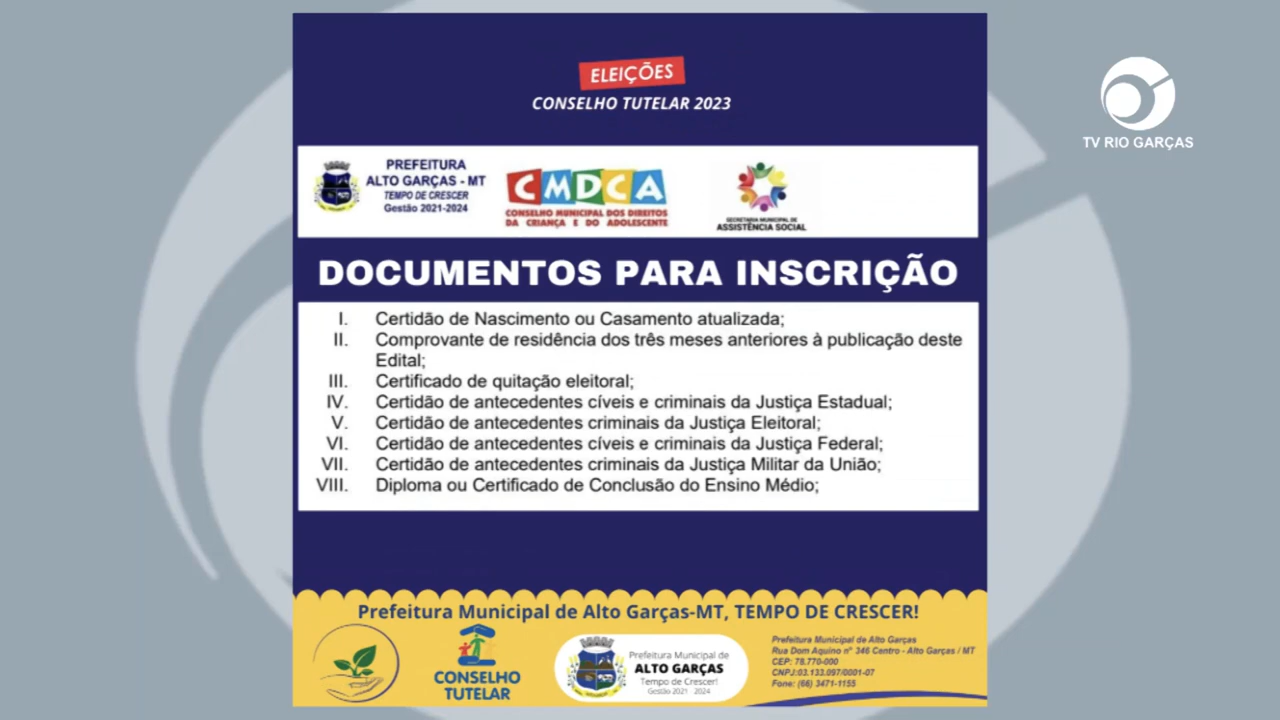 ELEIÇÕES
CONSELHO TUTELAR 2023
TV RIO GARÇAS
PREFEITURA
ALTO GARÇAS - MT
TEMPO DE CRESCER
Gestão 2021-2024
CMDCA
CONSELHO MUNICIPAL DOS DIREITOS
DA CRIANÇA E DO ADOLESCENTE
SECRETARIA MUNICIPAL DE
ASSISTÊNCIA SOCIAL
DOCUMENTOS PARA INSCRIÇÃO
I. Certidão de Nascimento ou Casamento atualizada;
II. Comprovante de residência dos três meses anteriores à publicação deste
Edital;
III. Certificado de quitação eleitoral;
IV. Certidão de antecedentes cíveis e criminais da Justiça Estadual;
V. Certidão de antecedentes criminais da Justiça Eleitoral;
VI. Certidão de antecedentes cíveis e criminais da Justiça Federal;
VII. Certidão de antecedentes criminais da Justiça Militar da União;
VIII. Diploma ou Certificado de Conclusão do Ensino Médio;
Prefeitura Municipal de Alto Garças-MT, TEMPO DE CRESCER!
CONSELHO
TUTELAR
Prefeitura Municipal de
ALTO GARÇAS
Tempo de Crescer!
Gestão 2021 - 2024
Prefeitura Municipal de Alto Garças
Rua Dom Aquino nº 346 Centro - Alto Garças / MT
CEP: 78.770-000
CNPJ:03.133.097/0001-07
Fone: (66) 3471-1155